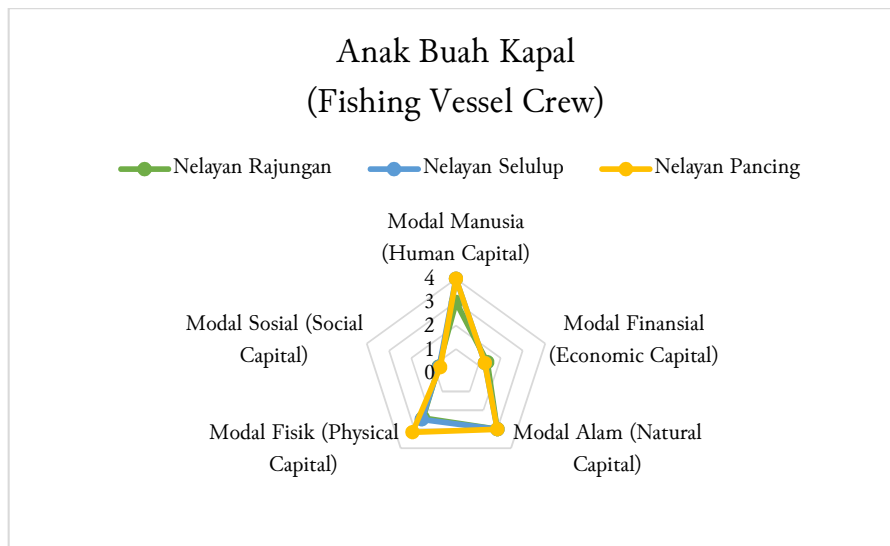 Anak Buah Kapal
(Fishing Vessel Crew)
Nelayan Rajungan
Nelayan Selulup
Nelayan Pancing
Modal Manusia
(Human Capital)
4
3
2
1
0
Modal Sosial (Social
Capital)
Modal Finansial
(Economic Capital)
Modal Fisik (Physical
Capital)
Modal Alam (Natural
Capital)